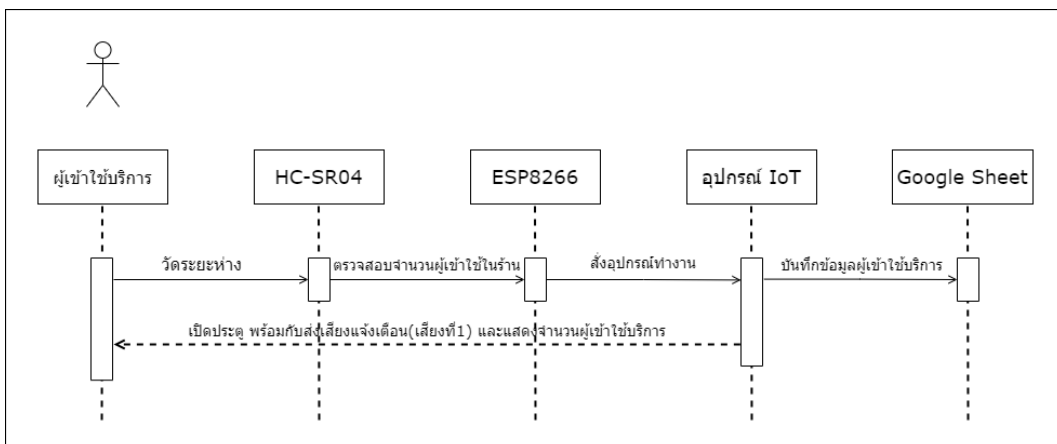 ผู้เข้าใช้บริการ
HC-SR04
ESP8266
อุปกรณ์ IoT
Google Sheet
วัดระยะห่าง
ตรวจสอบจำนวนผู้เข้าใช้ในร้าน
สั่งอุปกรณ์ทำงาน
บันทึกข้อมูลผู้เข้าใช้บริการ
เปิดประตู พร้อมกับส่งเสียงแจ้งเตือน(เสียงที่1) และแสดงจำนวนผู้เข้าใช้บริการ